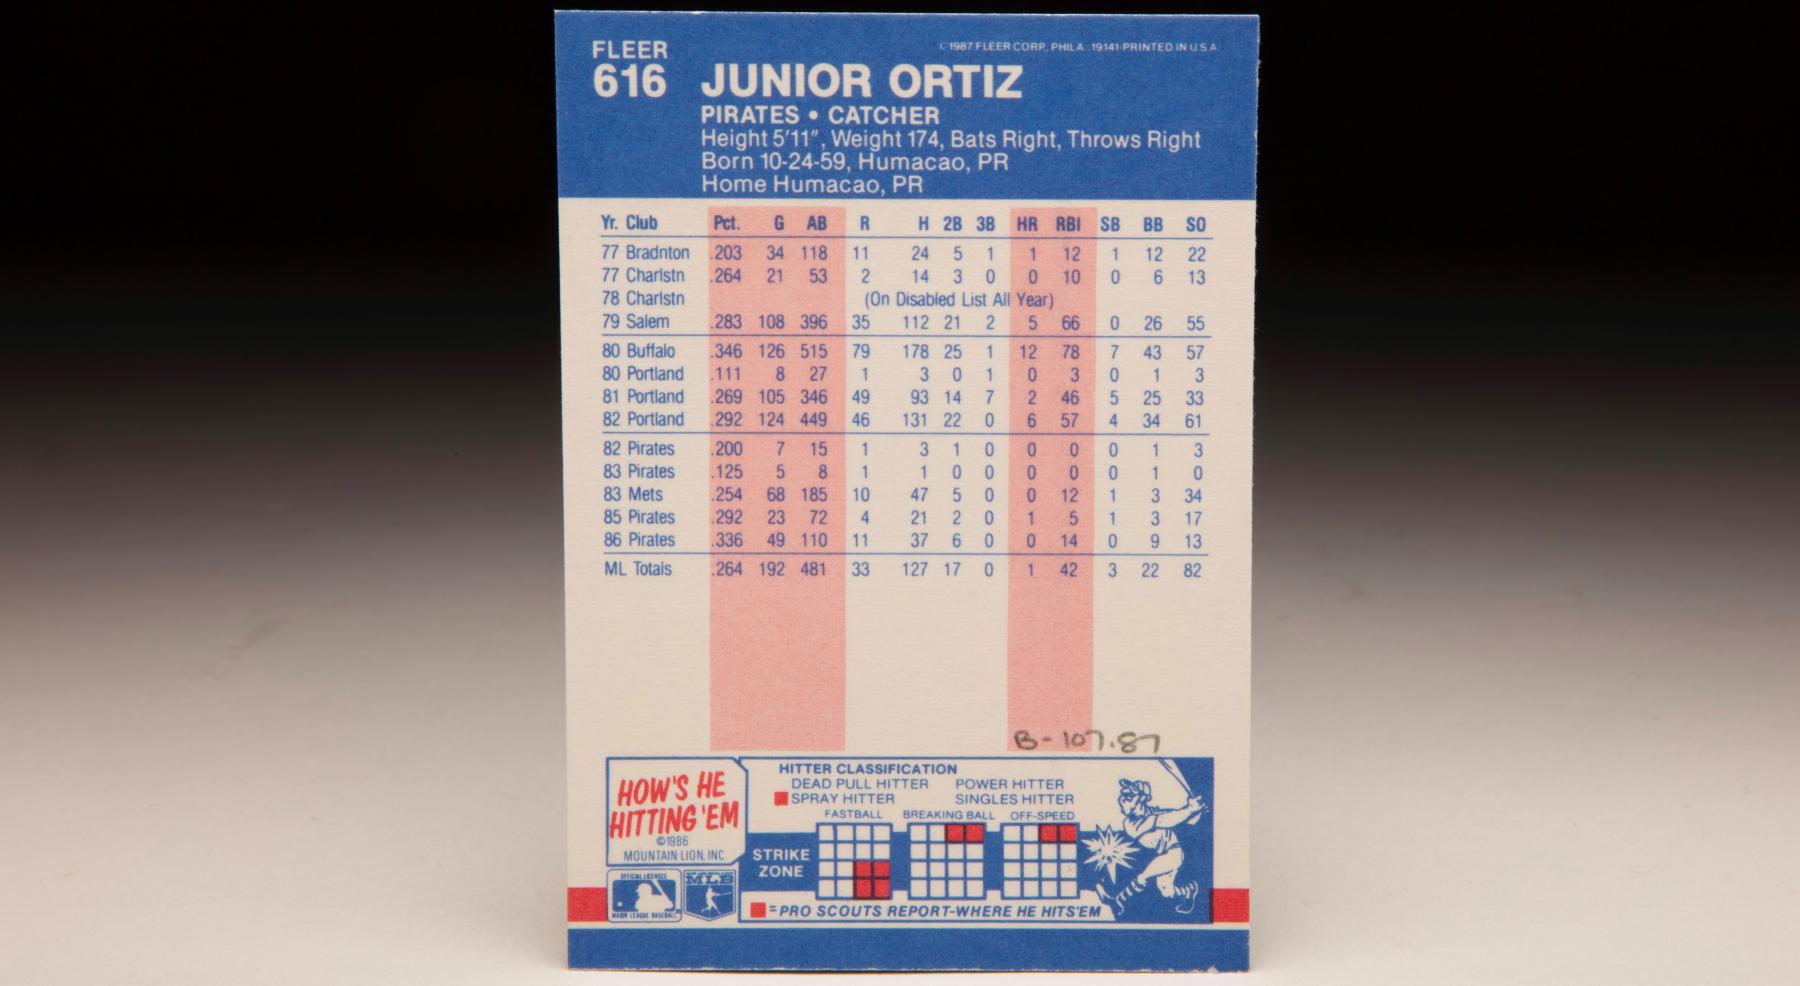 FLEER
616
© 1987 FLEER CORP. PHILA. 19141-PRINTED IN U.S.A.
JUNIOR ORTIZ
PIRATES • CATCHER
Height 5'11", Weight 174, Bats Right, Throws Right
Born 10-24-59, Humacao, PR
Home Humacao, PR
Yr. Club Pct. G AB R H 2B 3B HR RBI SB BB SO
77 Bradnton .203 34 118 11 24 5 1 1 12 1 12 22
77 Charlstn .264 21 53 2 14 3 0 0 10 0 6 13
78 Charlstn (On Disabled List All Year)
79 Salem .283 108 396 35 112 21 2 5 66 0 26 55
80 Buffalo .346 126 515 79 178 25 1 12 78 7 43 57
80 Portland .111 8 27 1 3 0 1 0 3 0 1 3
81 Portland .269 105 346 49 93 14 7 2 46 5 25 33
82 Portland .292 124 449 46 131 22 0 6 57 4 34 61
82 Pirates .200 7 15 1 3 1 0 0 0 0 1 3
83 Pirates .125 5 8 1 1 0 0 0 0 0 1 0
83 Mets .254 68 185 10 47 5 0 0 12 1 3 34
85 Pirates .292 23 72 4 21 2 0 1 5 1 3 17
86 Pirates .336 49 110 11 37 6 0 0 14 0 9 13
ML Totals .264 192 481 33 127 17 0 1 42 3 22 82
B-107.87
HOW'S HE
HITTING 'EM
©1986
MOUNTAIN LION, INC.
HITTER CLASSIFICATION
DEAD PULL HITTER POWER HITTER
SPRAY HITTER SINGLES HITTER
FASTBALL BREAKING BALL OFF-SPEED
STRIKE
ZONE
OFFICIAL LICENSEE
MAJOR LEAGUE BASEBALL
MLB
=PRO SCOUTS REPORT-WHERE HE HITS'EM